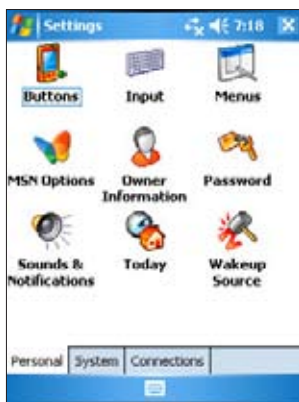 Settings 7:18
Buttons Input Menus
MSN Options Owner Information Password
Sounds & Notifications Today Wakeup Source
Personal System Connections